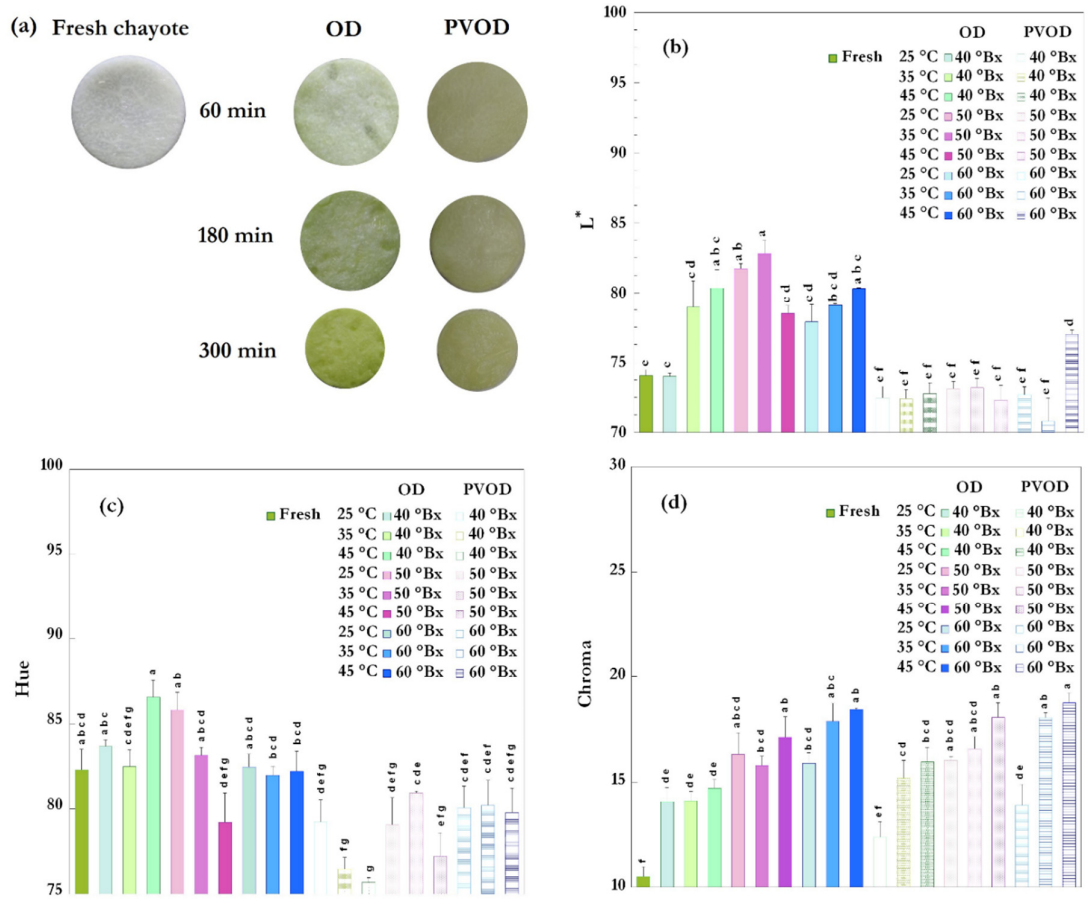 (a) Fresh chayote OD PVOD
60 min
180 min
300 min
(b)
OD PVOD
Fresh 25 °C 40 °Bx 40 °Bx
35 °C 40 °Bx 40 °Bx
45 °C 40 °Bx 40 °Bx
25 °C 50 °Bx 50 °Bx
35 °C 50 °Bx 50 °Bx
45 °C 50 °Bx 50 °Bx
25 °C 60 °Bx 60 °Bx
35 °C 60 °Bx 60 °Bx
45 °C 60 °Bx 60 °Bx
L*
100
95
90
85
80
75
70
e e c d a b c a b a c d c d b c d a b c e f e f e f e f e f e f e f e f d
(c)
OD PVOD
Fresh 25 °C 40 °Bx 40 °Bx
35 °C 40 °Bx 40 °Bx
45 °C 40 °Bx 40 °Bx
25 °C 50 °Bx 50 °Bx
35 °C 50 °Bx 50 °Bx
45 °C 50 °Bx 50 °Bx
25 °C 60 °Bx 60 °Bx
35 °C 60 °Bx 60 °Bx
45 °C 60 °Bx 60 °Bx
Hue
100
95
90
85
80
75
a b c d a b c c d e f g a a b a b c d d e f g a b c d b c d b c d d e f g f g g c d e f g c d e e f g c d e f c d e f c d e f g
(d)
OD PVOD
Fresh 25 °C 40 °Bx 40 °Bx
35 °C 40 °Bx 40 °Bx
45 °C 40 °Bx 40 °Bx
25 °C 50 °Bx 50 °Bx
35 °C 50 °Bx 50 °Bx
45 °C 50 °Bx 50 °Bx
25 °C 60 °Bx 60 °Bx
35 °C 60 °Bx 60 °Bx
45 °C 60 °Bx 60 °Bx
Chroma
30
25
20
15
10
f d e d e d e a b c d b c d a b b c d a b c a b e f c d b c d a b c d a b c d a b d e a b a